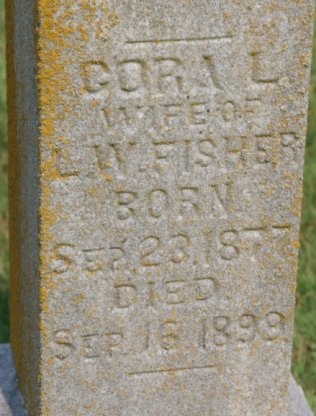 CORA L.
WIFE OF
L.W. FISHER
BORN
SEP. 23, 1877
DIED
SEP. 16, 1899